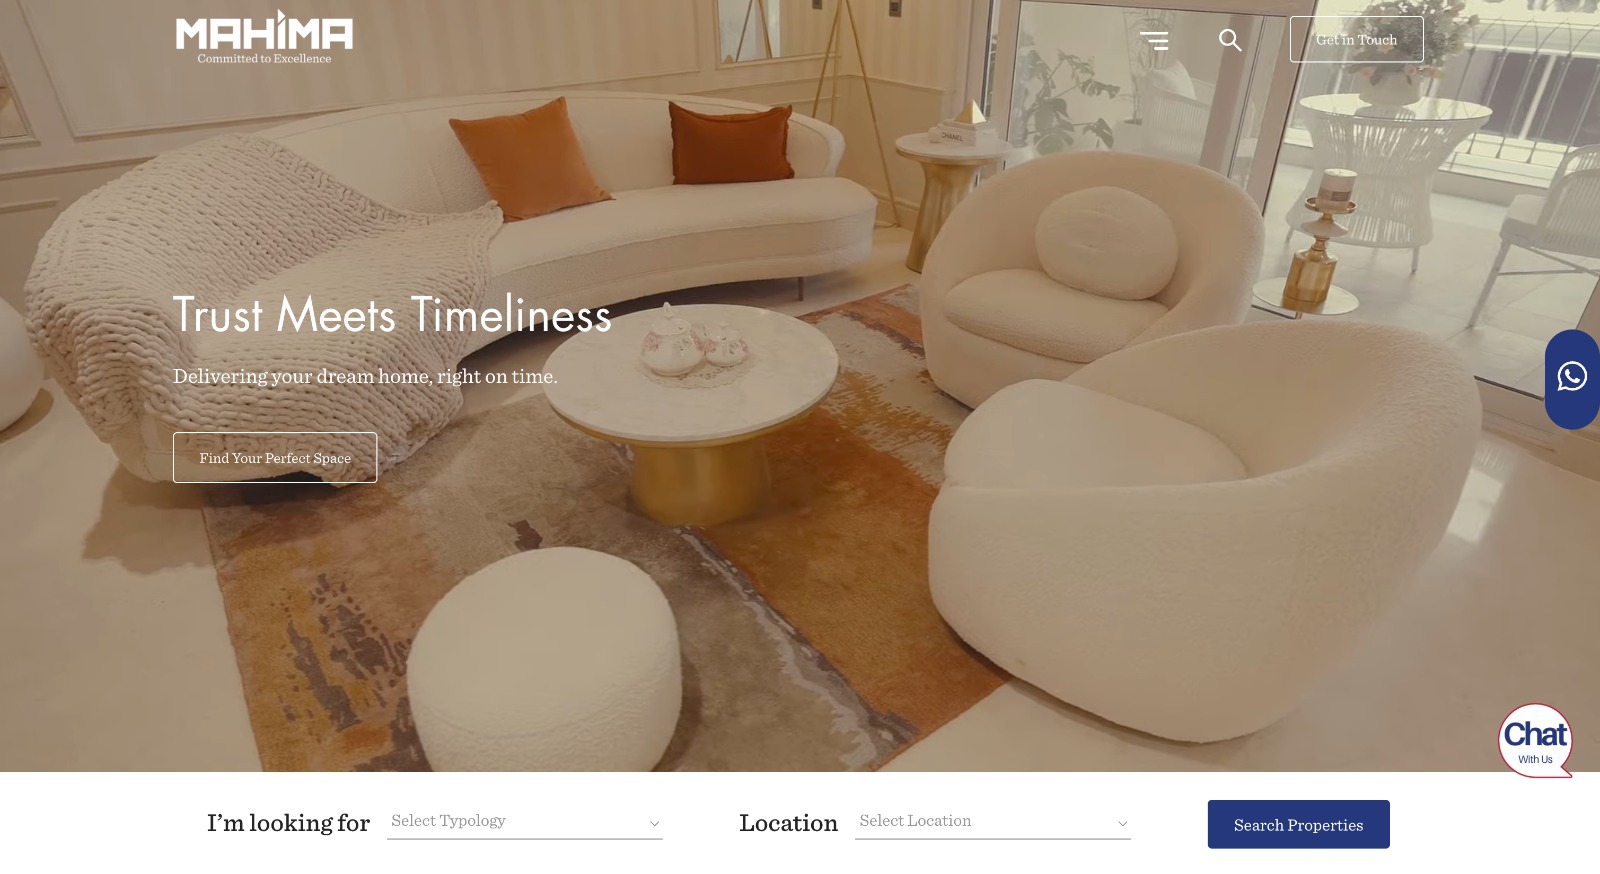 MAHIMA
Committed to Excellence
Get in Touch
CHANEL
Trust Meets Timeliness
Delivering your dream home, right on time.
Find Your Perfect Space
Chat
With Us
I’m looking for
Select Typology
Location
Select Location
Search Properties